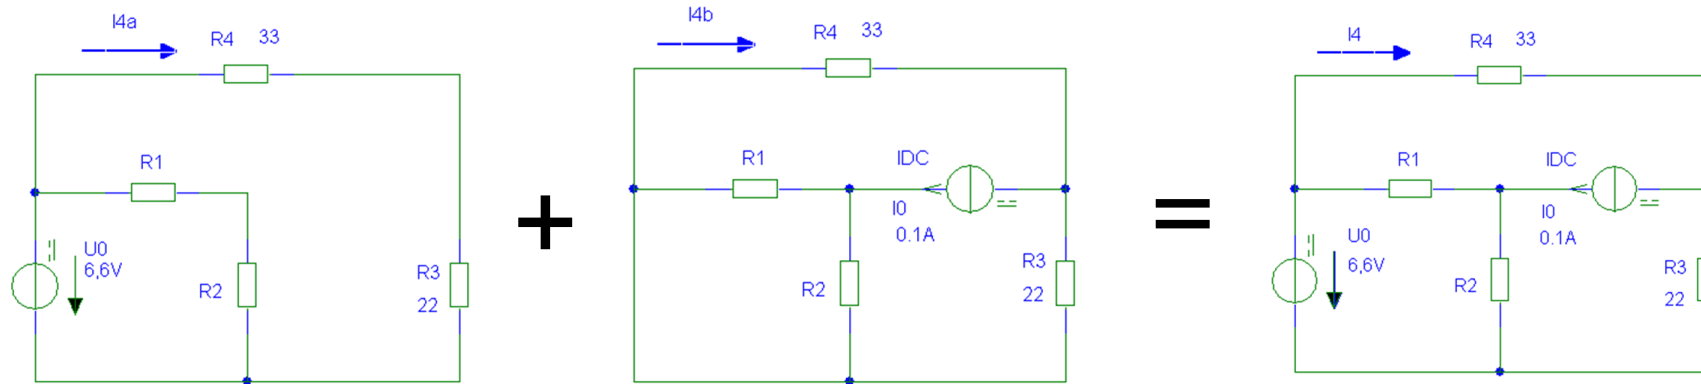 I4a
R4 33
R1
U0
6,6V
R2
R3
22
+
I4b
R4 33
R1
IDC
I0
0.1A
R2
R3
22
=
I4
R4 33
R1
IDC
I0
0.1A
U0
6,6V
R2
R3
22